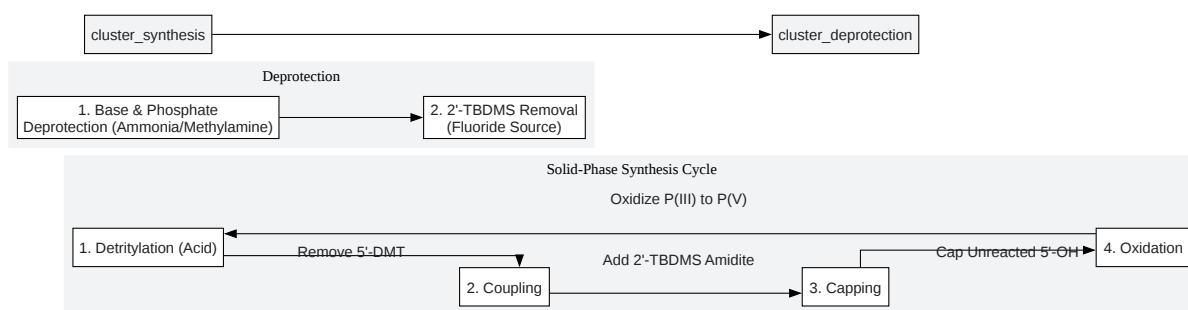 cluster_synthesis
cluster_deprotection
Deprotection
1. Base & Phosphate
Deprotection (Ammonia/Methylamine)
2. 2'-TBDMS Removal
(Fluoride Source)
Solid-Phase Synthesis Cycle
Oxidize P(III) to P(V)
1. Detritylation (Acid)
Remove 5'-DMT
2. Coupling
Add 2'-TBDMS Amidite
3. Capping
Cap Unreacted 5'-OH
4. Oxidation